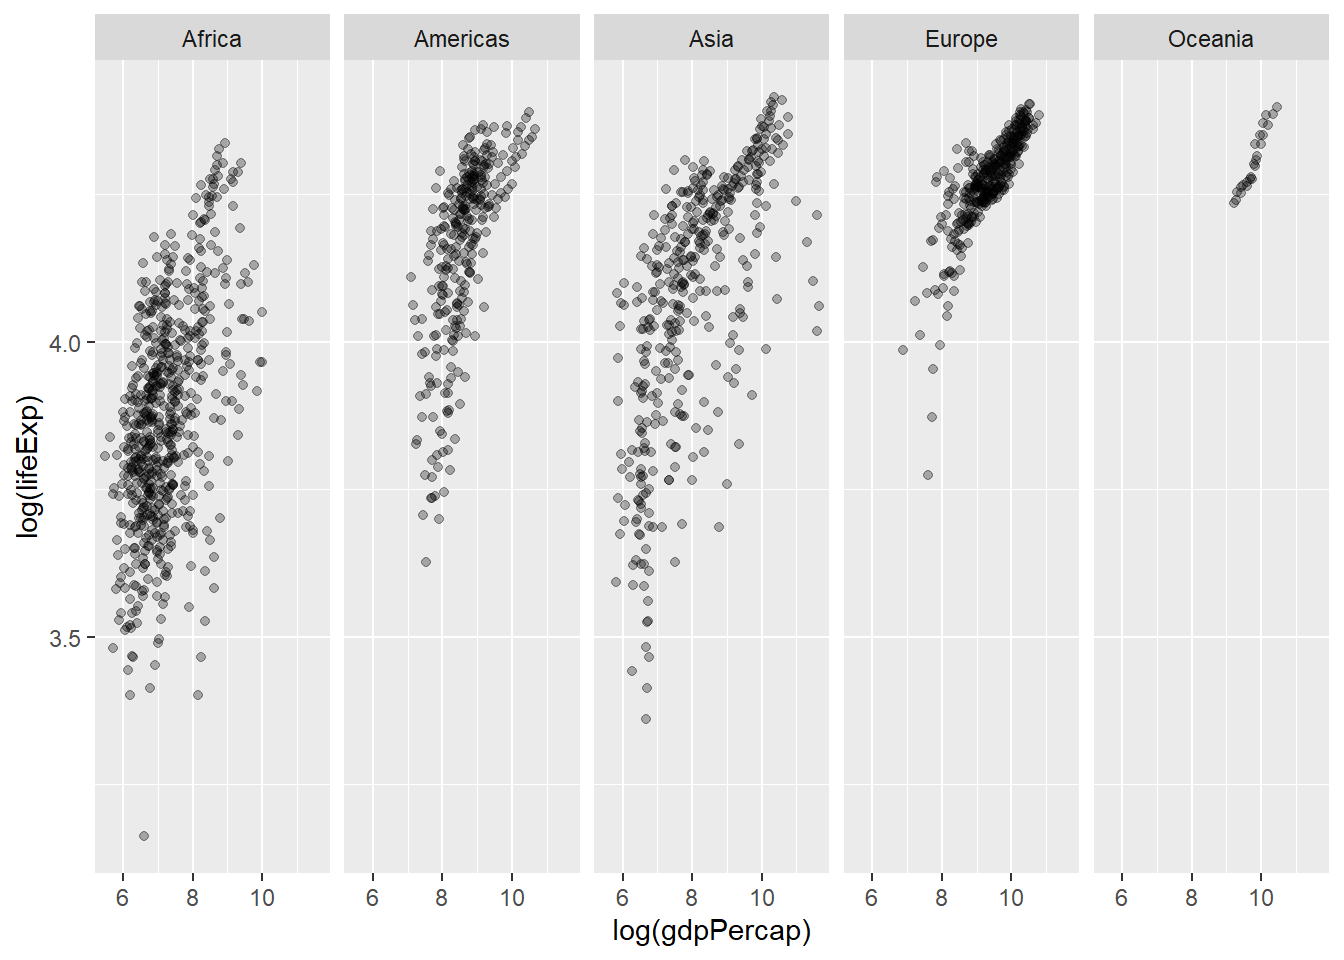 Africa Americas Asia Europe Oceania
4.0
3.5
log(lifeExp)
6 8 10 6 8 10 6 8 10 6 8 10 6 8 10
log(gdpPercap)